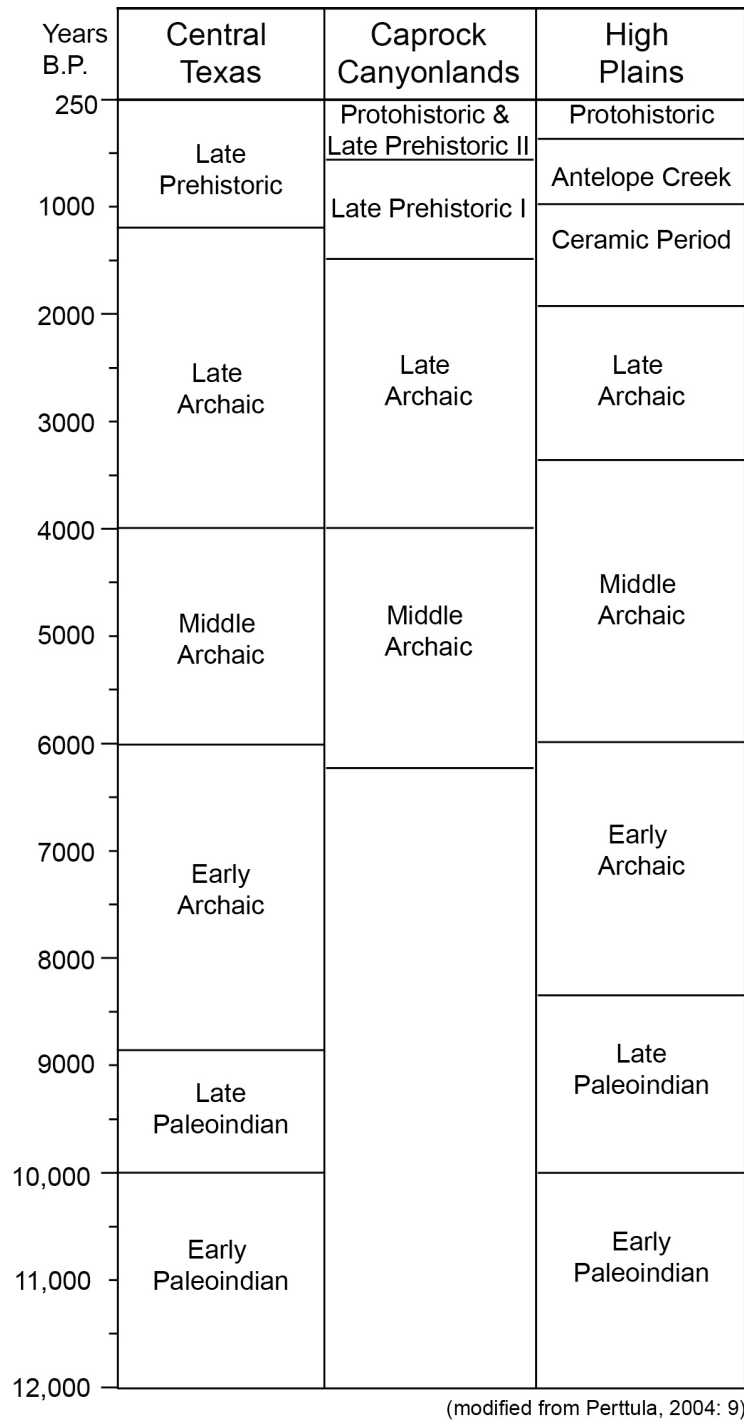 Years
B.P.
Central
Texas
Caprock
Canyonlands
High
Plains
250
1000
2000
3000
4000
5000
6000
7000
8000
9000
10,000
11,000
12,000
Late
Prehistoric
Late
Archaic
Middle
Archaic
Early
Archaic
Late
Paleoindian
Early
Paleoindian
Protohistoric &
Late Prehistoric II
Late Prehistoric I
Late
Archaic
Middle
Archaic
Protohistoric
Antelope Creek
Ceramic Period
Late
Archaic
Middle
Archaic
Early
Archaic
Late
Paleoindian
Early
Paleoindian
(modified from Perttula, 2004: 9)